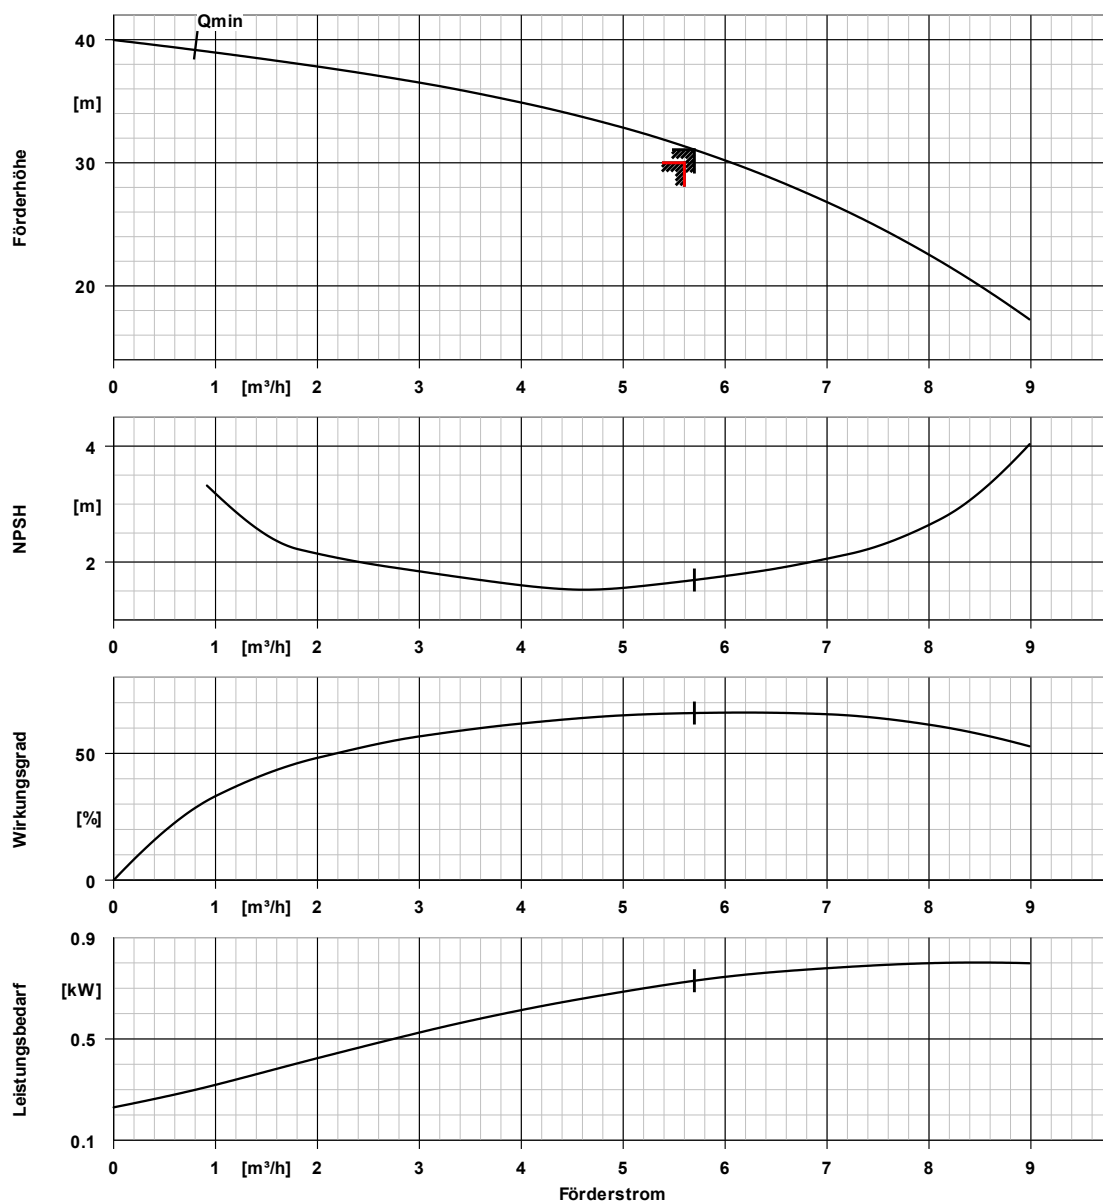 Qmin
40
[m]
30
Förderhöhe
20
0 1 [m³/h] 2 3 4 5 6 7 8 9
4
[m]
NPSH
2
0 1 [m³/h] 2 3 4 5 6 7 8 9
50
Wirkungsgrad
[%]
0
0 1 [m³/h] 2 3 4 5 6 7 8 9
0.9
[kW]
0.5
Leistungsbedarf
0.1
0 1 [m³/h] 2 3 4 5 6 7 8 9
Förderstrom